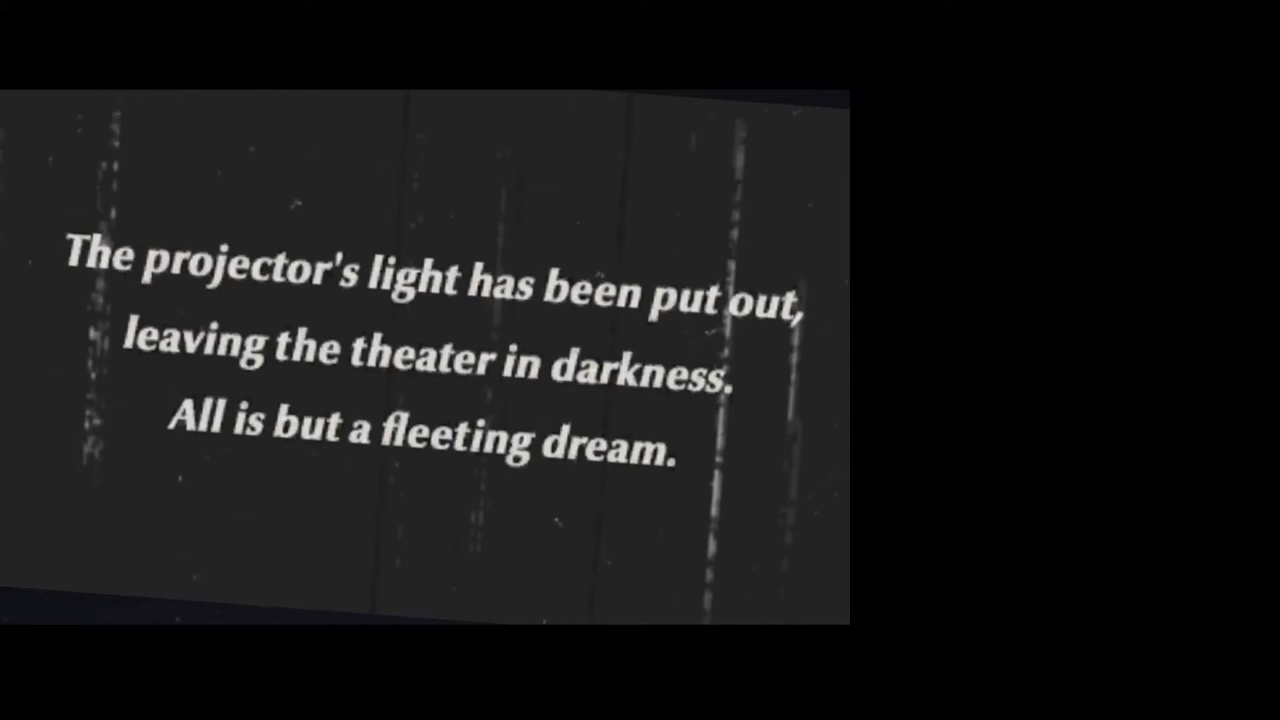 The projector's light has been put out,
leaving the theater in darkness.
All is but a fleeting dream.